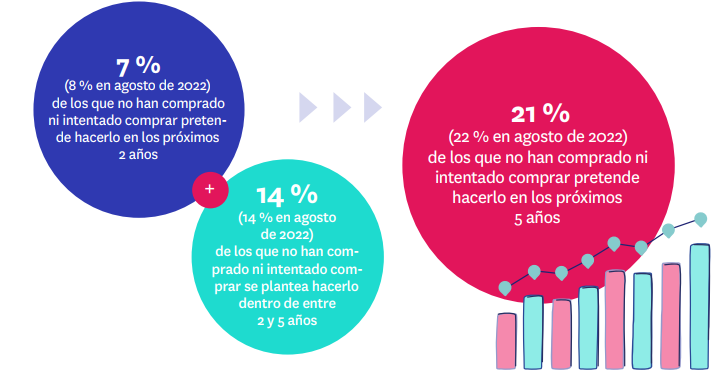 7 %
(8 % en agosto de 2022)
de los que no han comprado
ni intentado comprar preten-
de hacerlo en los próximos
2 años
+
14 %
(14 % en agosto
de 2022)
de los que no han com-
prado ni intentado com-
prar se plantea hacerlo
dentro de entre
2 y 5 años
21 %
(22 % en agosto de 2022)
de los que no han comprado ni
intentado comprar pretende
hacerlo en los próximos
5 años